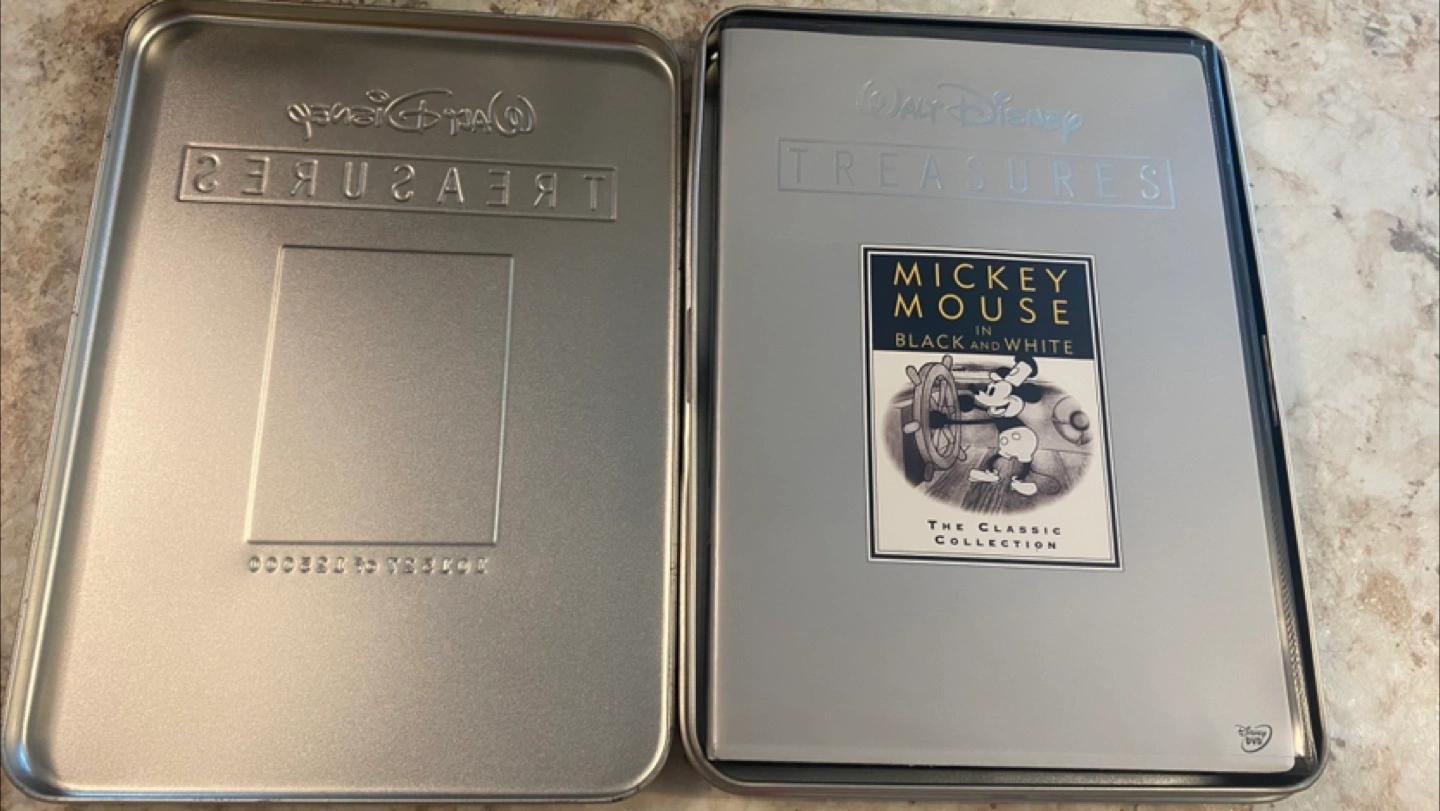 Walt Disney
TREASURES
Walt Disney
TREASURES
MICKEY
MOUSE
IN
BLACK AND WHITE
THE CLASSIC
COLLECTION
Disney
DVD